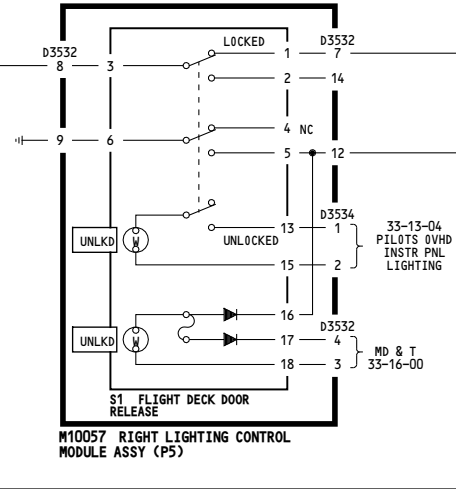 LOCKED
D3532
8
3
1
D3532
7
2
14
9
6
4 NC
5
12
UNLOCKED
13
D3534
1
15
2
33-13-04
PILOTS OVHD
INSTR PNL
LIGHTING
UNLKD
W
16
UNLKD
W
17
D3532
4
18
3
MD & T
33-16-00
S1 FLIGHT DECK DOOR
RELEASE
M10057 RIGHT LIGHTING CONTROL
MODULE ASSY (P5)